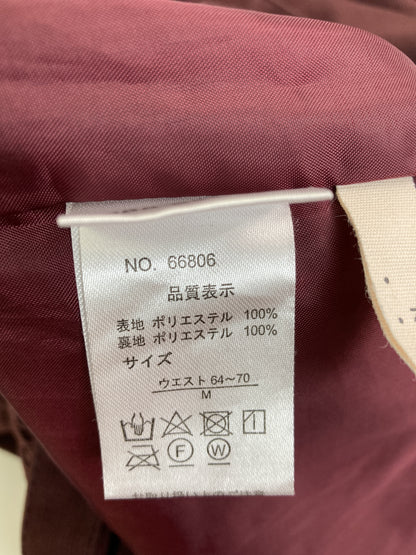 NO. 66806
品質表示
表地 ポリエステル 100%
裏地 ポリエステル 100%
サイズ
ウエスト 64〜70
M
F W